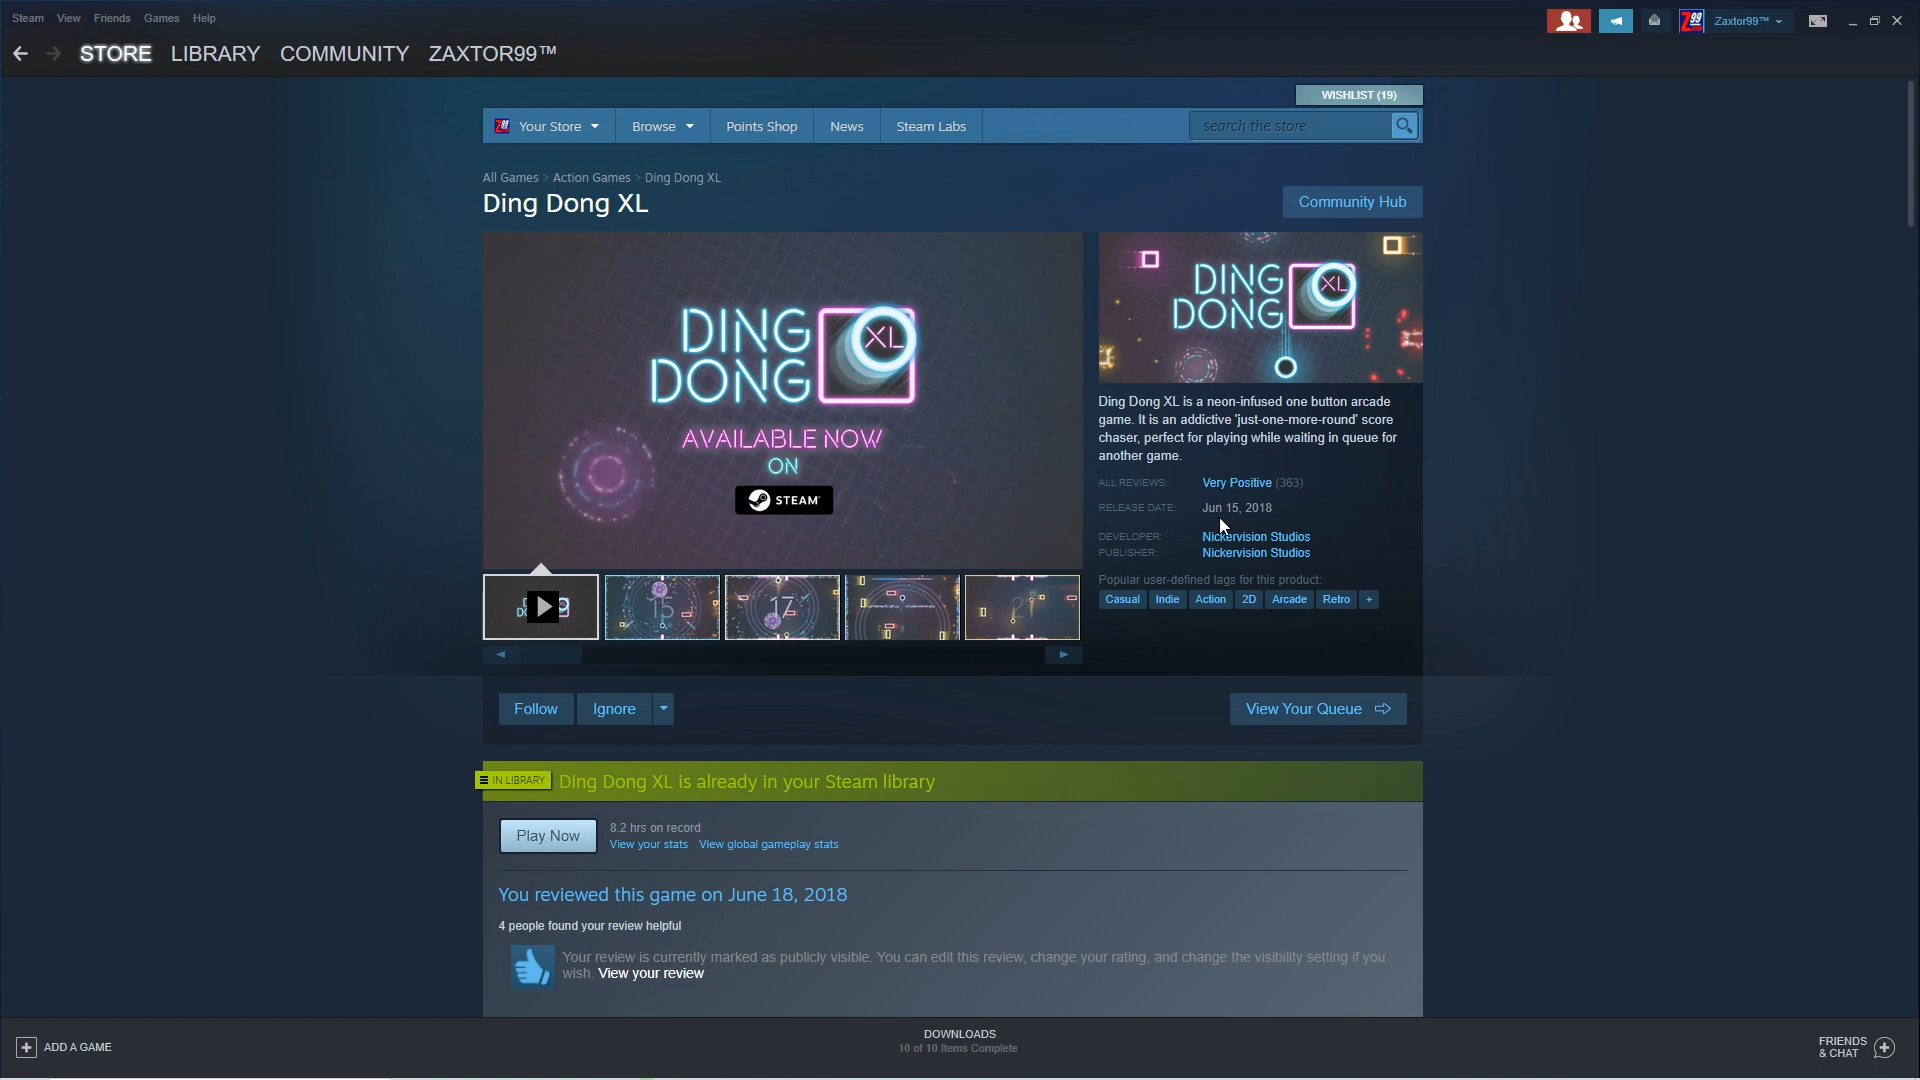 Steam View Friends Games Help
Z99 Zaxtor99™
STORE LIBRARY COMMUNITY ZAXTOR99™
WISHLIST (19)
Your Store Browse Points Shop News Steam Labs search the store
All Games > Action Games > Ding Dong XL
Ding Dong XL
Community Hub
DING
DONG
XL
AVAILABLE NOW
ON
STEAM
DING
DONG
XL
Ding Dong XL is a neon-infused one button arcade
game. It is an addictive 'just-one-more-round' score
chaser, perfect for playing while waiting in queue for
another game.
ALL REVIEWS: Very Positive (363)
RELEASE DATE: Jun 15, 2018
DEVELOPER: Nickervision Studios
PUBLISHER: Nickervision Studios
Popular user-defined tags for this product:
Casual Indie Action 2D Arcade Retro +
15 17 21
Follow Ignore View Your Queue
IN LIBRARY Ding Dong XL is already in your Steam library
Play Now
8.2 hrs on record
View your stats View global gameplay stats
You reviewed this game on June 18, 2018
4 people found your review helpful
Your review is currently marked as publicly visible. You can edit this review, change your rating, and change the visibility setting if you
wish. View your review
ADD A GAME
DOWNLOADS
10 of 10 Items Complete
FRIENDS
& CHAT